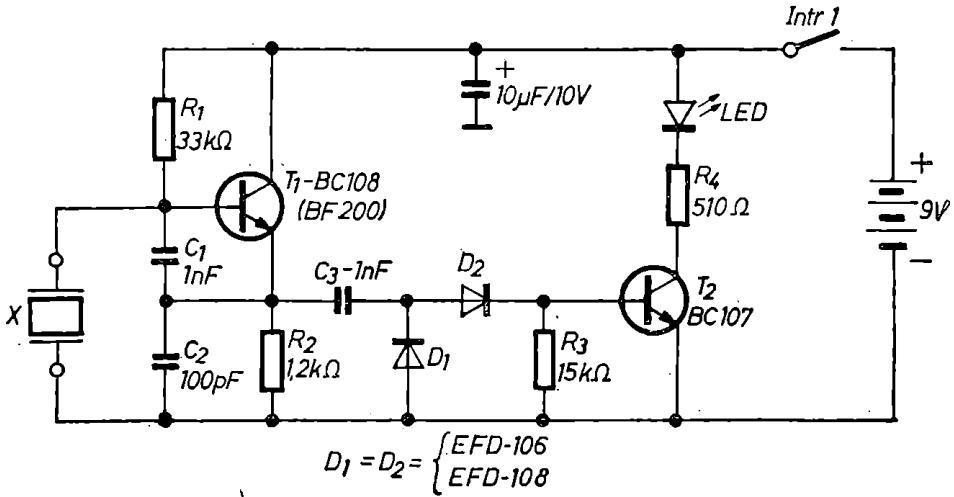 Intr 1
+
10µF/10V
LED
R1
33kΩ
T1-BC108
(BF200)
R4
510Ω
+
9V
-
C1
1nF
C3-1nF
D2
T2
BC107
X
C2
100pF
R2
1,2kΩ
D1
R3
15kΩ
D1 = D2 = { EFD-106
EFD-108